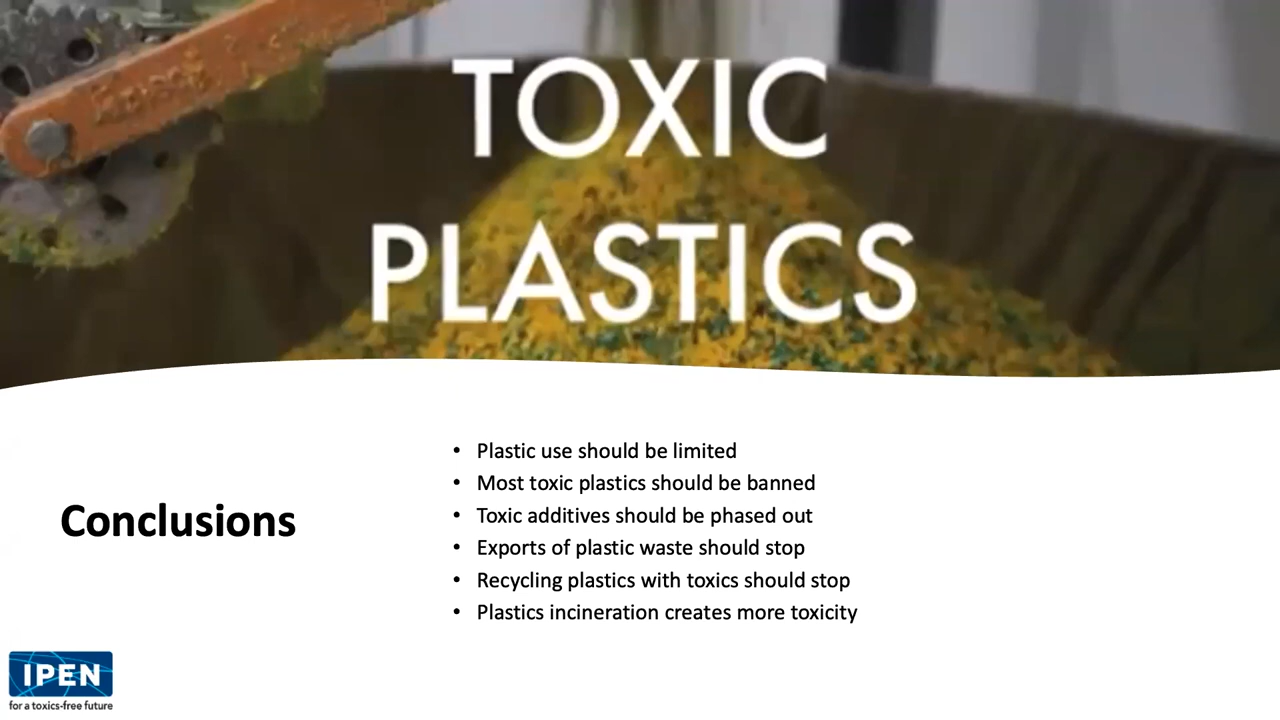 TOXIC
PLASTICS
Conclusions
• Plastic use should be limited
• Most toxic plastics should be banned
• Toxic additives should be phased out
• Exports of plastic waste should stop
• Recycling plastics with toxics should stop
• Plastics incineration creates more toxicity
IPEN
for a toxics-free future